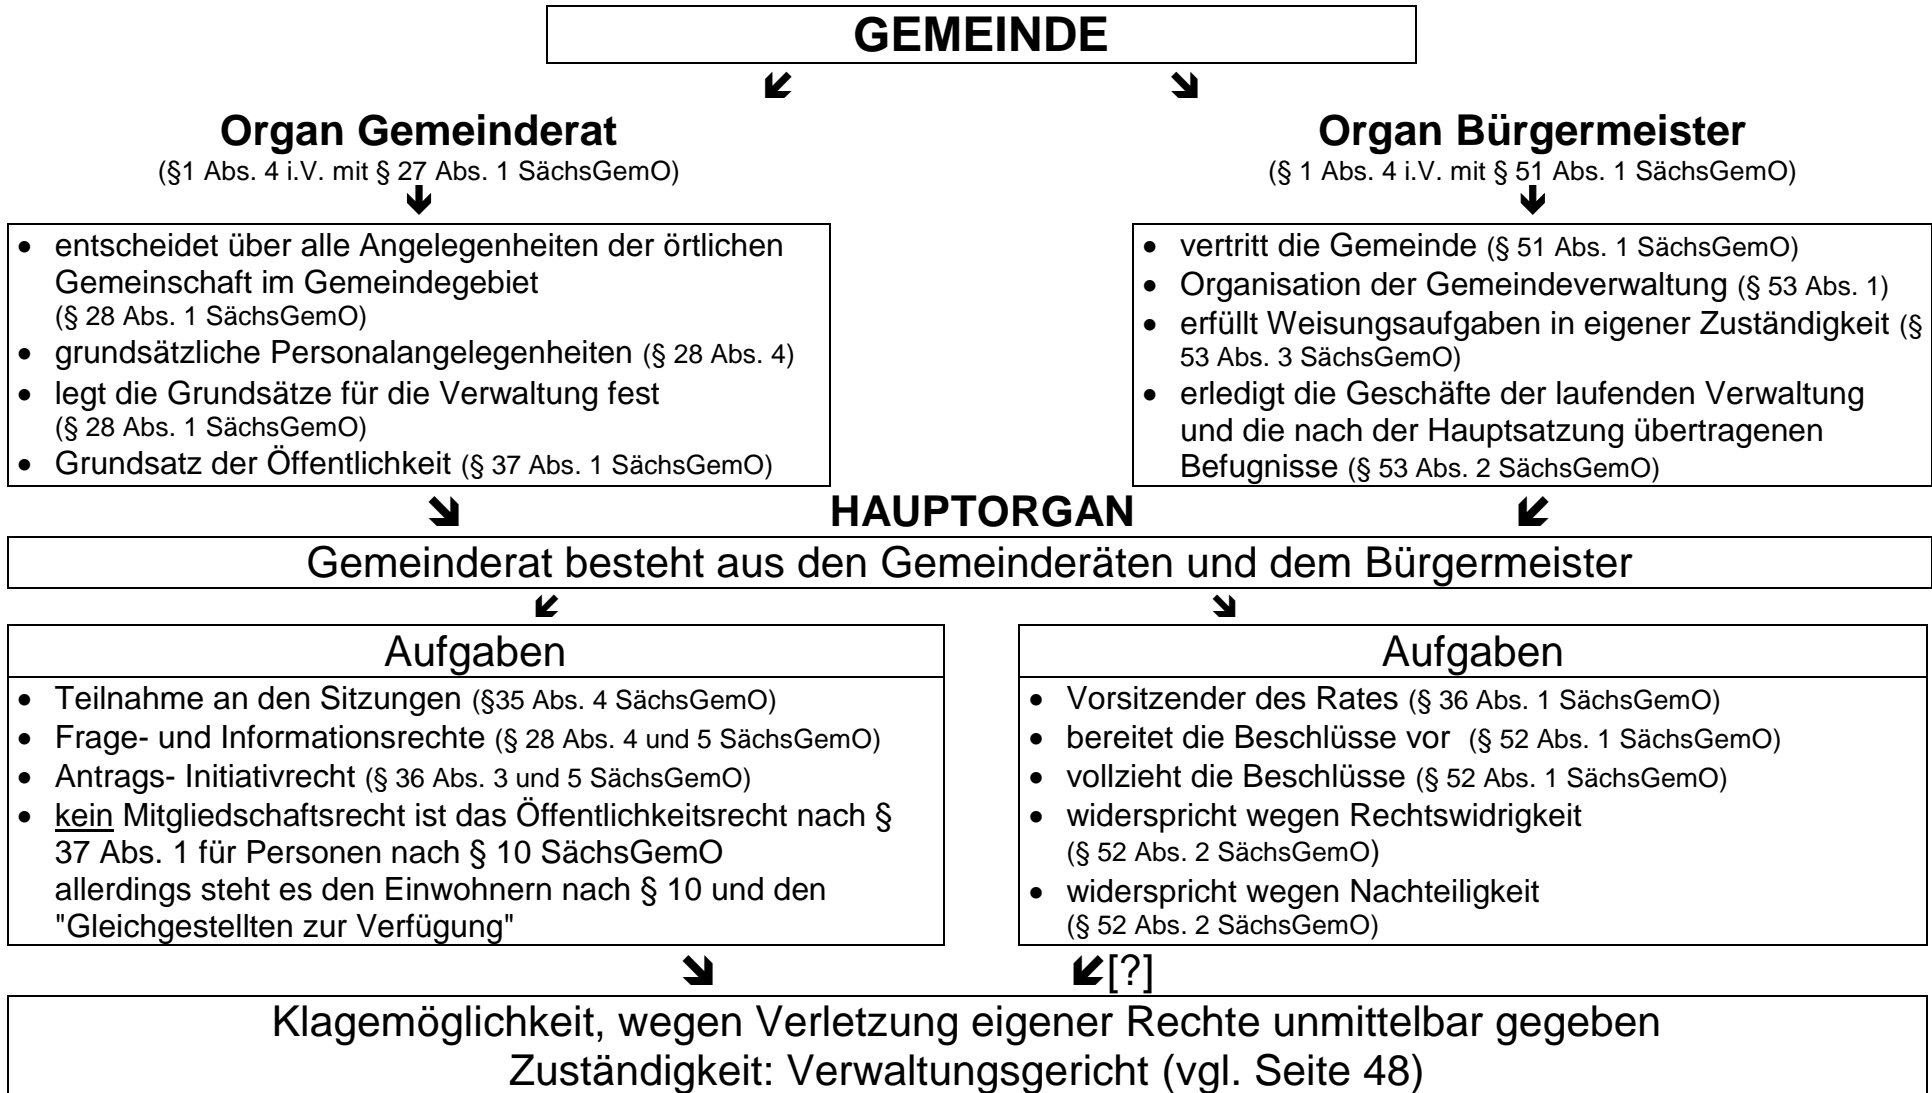 GEMEINDE
Organ Gemeinderat
(§1 Abs. 4 i.V. mit § 27 Abs. 1 SächsGemO)
• entscheidet über alle Angelegenheiten der örtlichen
Gemeinschaft im Gemeindegebiet
(§ 28 Abs. 1 SächsGemO)
• grundsätzliche Personalangelegenheiten (§ 28 Abs. 4)
• legt die Grundsätze für die Verwaltung fest
(§ 28 Abs. 1 SächsGemO)
• Grundsatz der Öffentlichkeit (§ 37 Abs. 1 SächsGemO)
Organ Bürgermeister
(§ 1 Abs. 4 i.V. mit § 51 Abs. 1 SächsGemO)
• vertritt die Gemeinde (§ 51 Abs. 1 SächsGemO)
• Organisation der Gemeindeverwaltung (§ 53 Abs. 1)
• erfüllt Weisungsaufgaben in eigener Zuständigkeit (§
53 Abs. 3 SächsGemO)
• erledigt die Geschäfte der laufenden Verwaltung
und die nach der Hauptsatzung übertragenen
Befugnisse (§ 53 Abs. 2 SächsGemO)
HAUPTORGAN
Gemeinderat besteht aus den Gemeinderäten und dem Bürgermeister
Aufgaben
• Teilnahme an den Sitzungen (§35 Abs. 4 SächsGemO)
• Frage- und Informationsrechte (§ 28 Abs. 4 und 5 SächsGemO)
• Antrags- Initiativrecht (§ 36 Abs. 3 und 5 SächsGemO)
• kein Mitgliedschaftsrecht ist das Öffentlichkeitsrecht nach §
37 Abs. 1 für Personen nach § 10 SächsGemO
allerdings steht es den Einwohnern nach § 10 und den
"Gleichgestellten zur Verfügung"
Aufgaben
• Vorsitzender des Rates (§ 36 Abs. 1 SächsGemO)
• bereitet die Beschlüsse vor (§ 52 Abs. 1 SächsGemO)
• vollzieht die Beschlüsse (§ 52 Abs. 1 SächsGemO)
• widerspricht wegen Rechtswidrigkeit
(§ 52 Abs. 2 SächsGemO)
• widerspricht wegen Nachteiligkeit
(§ 52 Abs. 2 SächsGemO)
[?]
Klagemöglichkeit, wegen Verletzung eigener Rechte unmittelbar gegeben
Zuständigkeit: Verwaltungsgericht (vgl. Seite 48)